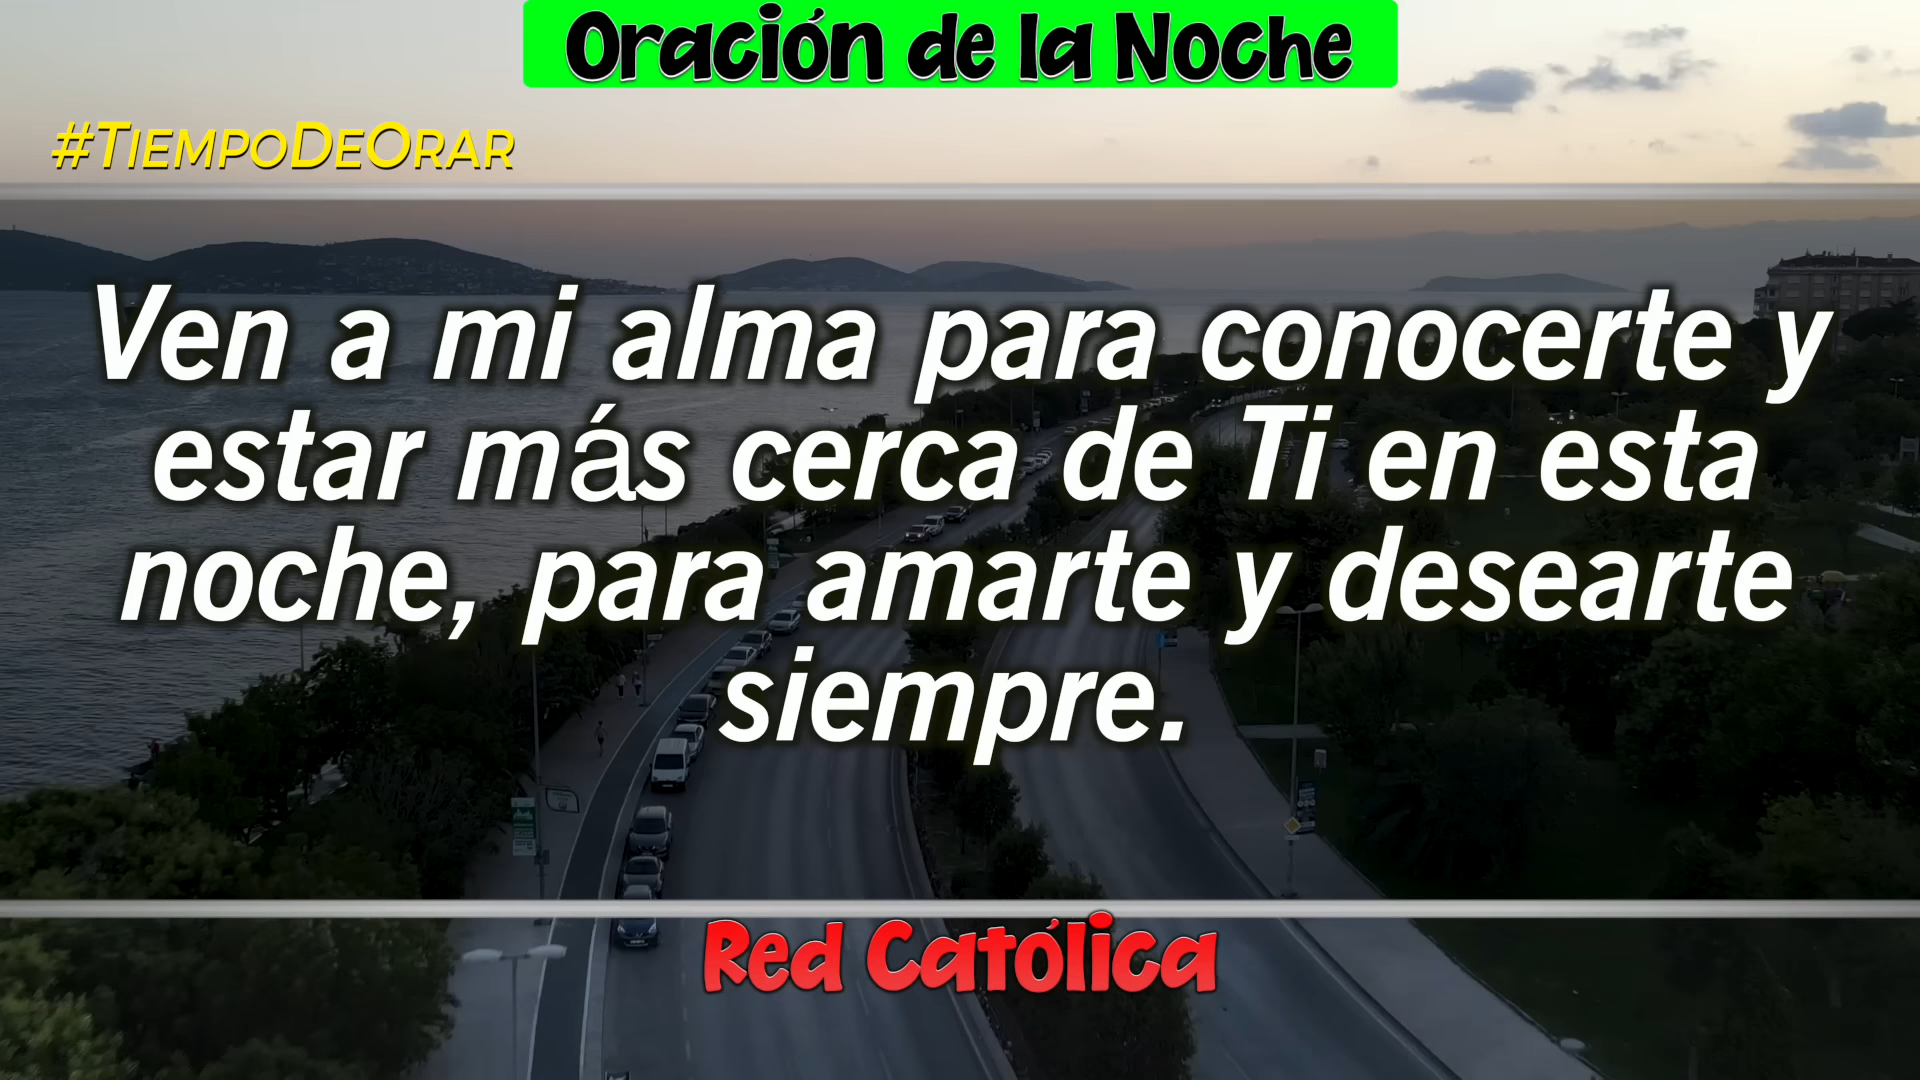 Oración de la Noche
#TiempoDeOrar
Ven a mi alma para conocerte y
estar más cerca de Ti en esta
noche, para amarte y desearte
siempre.
Red Católica